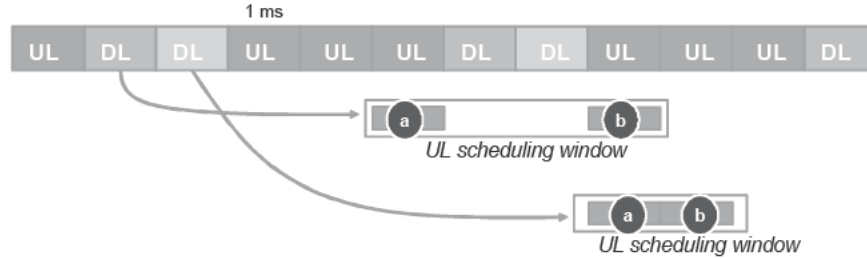 1 ms
UL DL DL UL UL UL DL DL UL UL UL DL
a b
UL scheduling window
a b
UL scheduling window